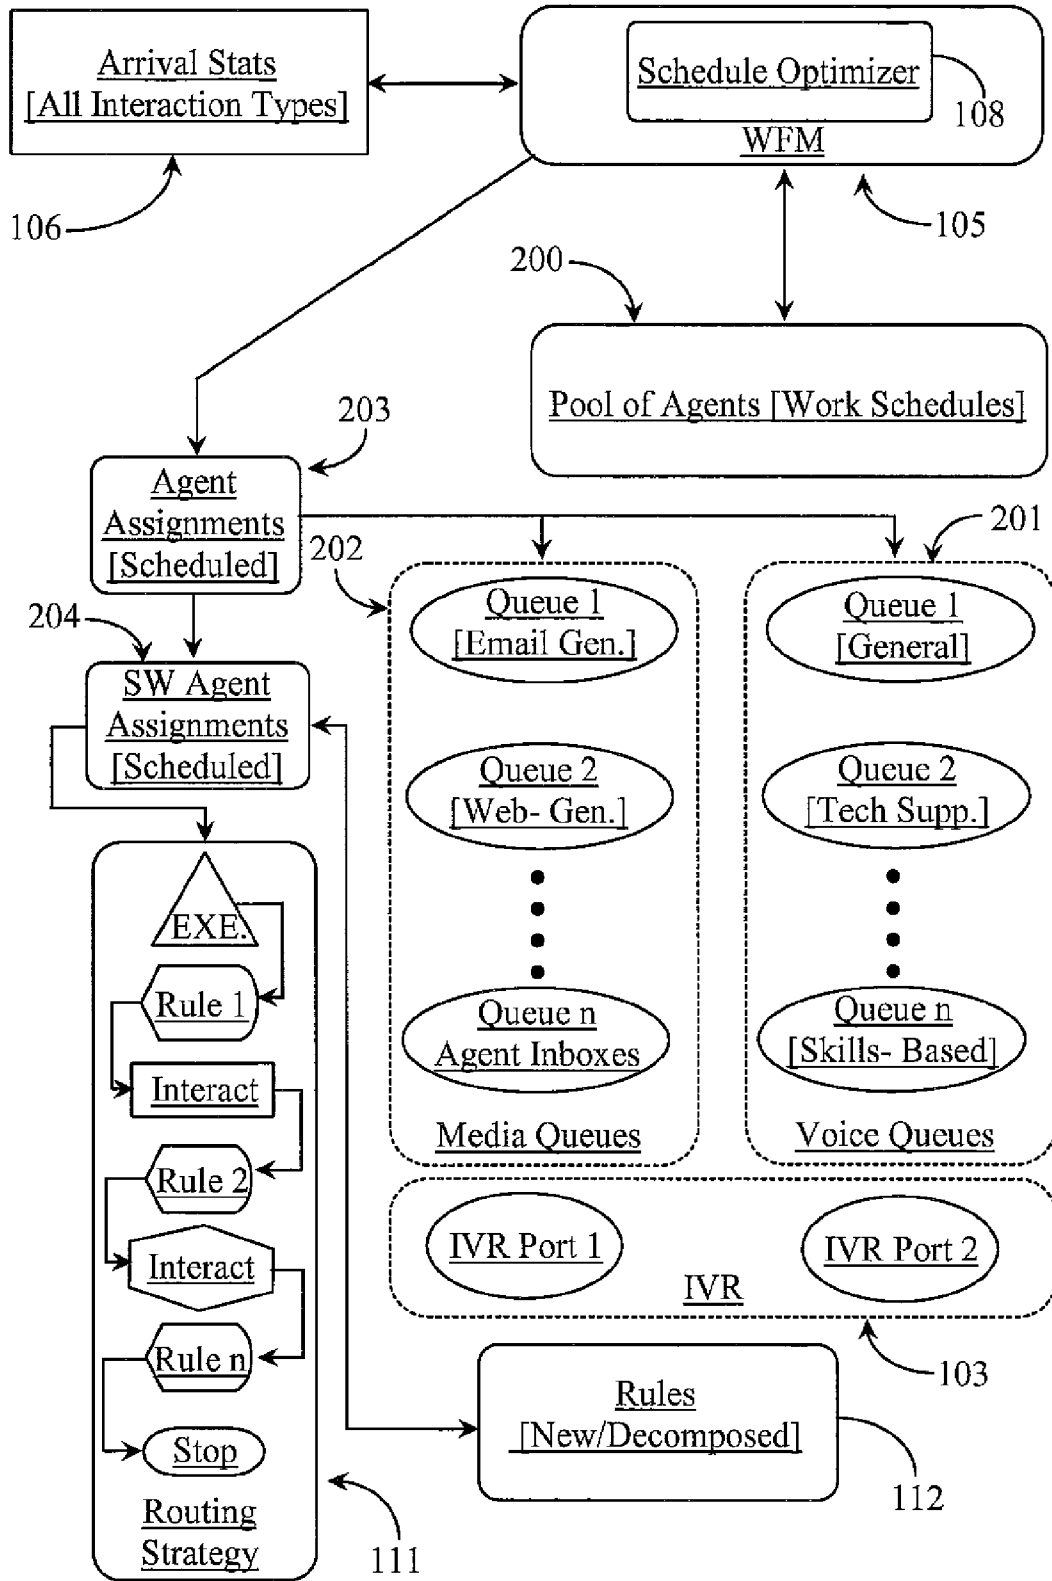 Arrival Stats
[All Interaction Types]
Schedule Optimizer
108
WFM
106
105
200
Pool of Agents [Work Schedules]
203
Agent
Assignments
[Scheduled]
202
201
204
SW Agent
Assignments
[Scheduled]
Queue 1
[Email Gen.]
Queue 1
[General]
Queue 2
[Web- Gen.]
Queue 2
[Tech Supp.]
Queue n
Agent Inboxes
Queue n
[Skills- Based]
Media Queues
Voice Queues
EXE.
Rule 1
Interact
Rule 2
Interact
Rule n
Stop
Routing
Strategy
111
IVR Port 1
IVR Port 2
IVR
103
Rules
[New/Decomposed]
112